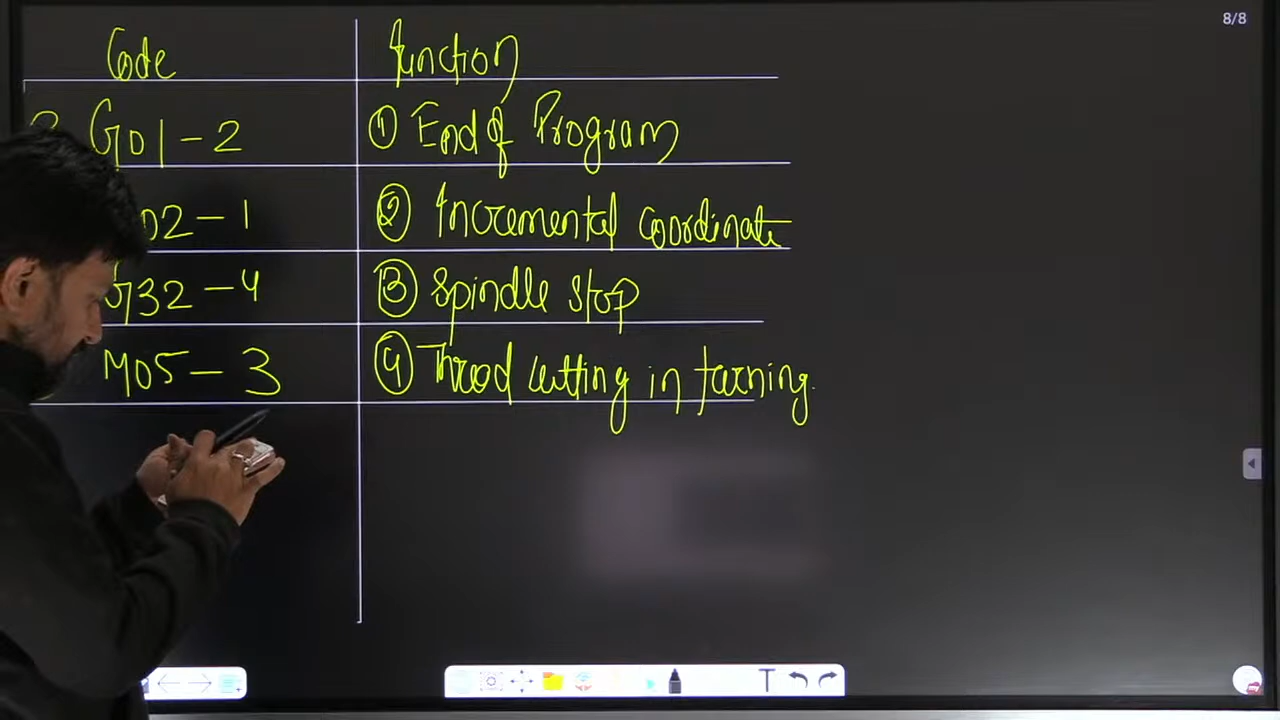 8/8
Code function
G01-2 ① End of Program
02-1 ② Incremental coordinate
G32-4 ③ Spindle stop
M05-3 ④ Thread cutting in turning.
T